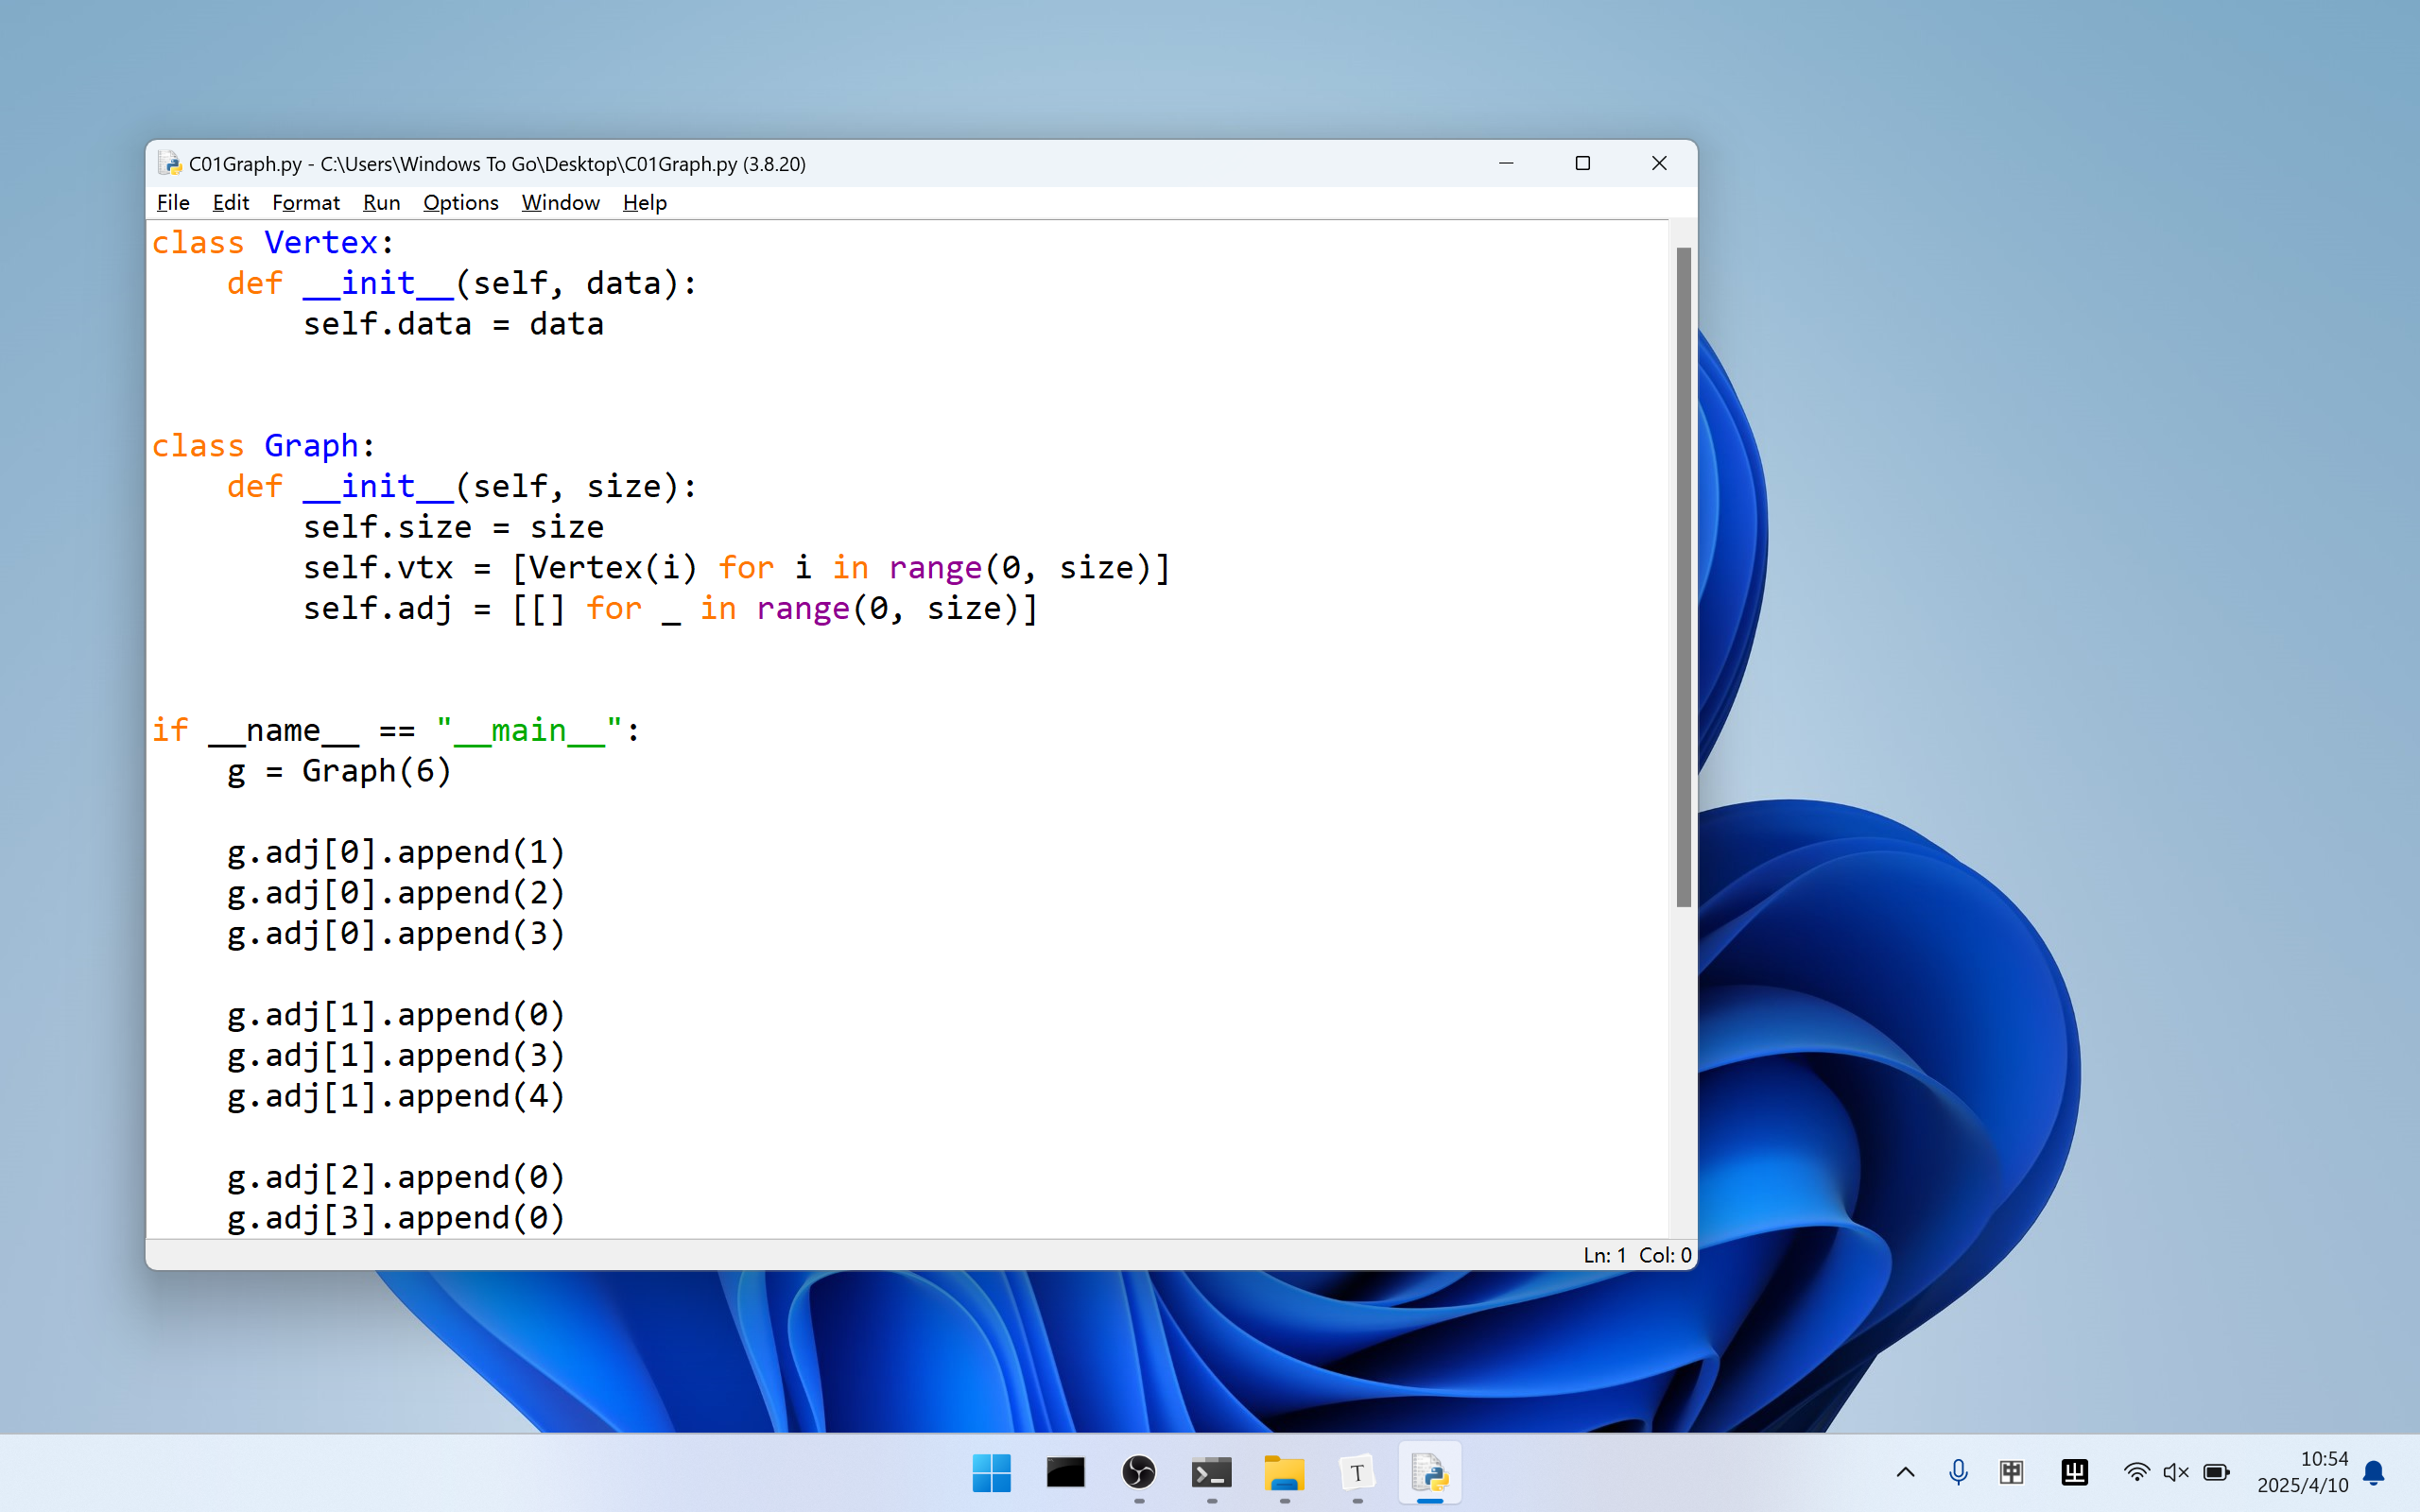 C01Graph.py - C:\Users\Windows To Go\Desktop\C01Graph.py (3.8.20)
File Edit Format Run Options Window Help
class Vertex:
    def __init__(self, data):
        self.data = data
class Graph:
    def __init__(self, size):
        self.size = size
        self.vtx = [Vertex(i) for i in range(0, size)]
        self.adj = [[] for _ in range(0, size)]
if __name__ == "__main__":
    g = Graph(6)
    g.adj[0].append(1)
    g.adj[0].append(2)
    g.adj[0].append(3)
    g.adj[1].append(0)
    g.adj[1].append(3)
    g.adj[1].append(4)
    g.adj[2].append(0)
    g.adj[3].append(0)
Ln: 1 Col: 0
T
10:54
2025/4/10